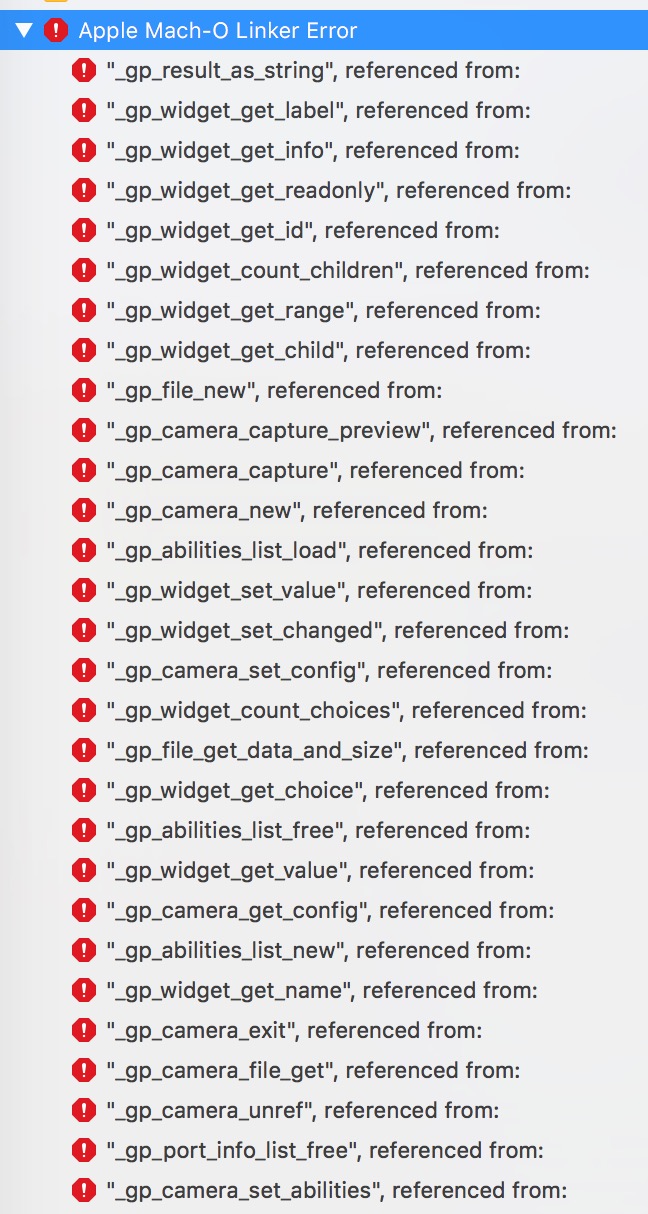 Apple Mach-O Linker Error
"_gp_result_as_string", referenced from:
"_gp_widget_get_label", referenced from:
"_gp_widget_get_info", referenced from:
"_gp_widget_get_readonly", referenced from:
"_gp_widget_get_id", referenced from:
"_gp_widget_count_children", referenced from:
"_gp_widget_get_range", referenced from:
"_gp_widget_get_child", referenced from:
"_gp_file_new", referenced from:
"_gp_camera_capture_preview", referenced from:
"_gp_camera_capture", referenced from:
"_gp_camera_new", referenced from:
"_gp_abilities_list_load", referenced from:
"_gp_widget_set_value", referenced from:
"_gp_widget_set_changed", referenced from:
"_gp_camera_set_config", referenced from:
"_gp_widget_count_choices", referenced from:
"_gp_file_get_data_and_size", referenced from:
"_gp_widget_get_choice", referenced from:
"_gp_abilities_list_free", referenced from:
"_gp_widget_get_value", referenced from:
"_gp_camera_get_config", referenced from:
"_gp_abilities_list_new", referenced from:
"_gp_widget_get_name", referenced from:
"_gp_camera_exit", referenced from:
"_gp_camera_file_get", referenced from:
"_gp_camera_unref", referenced from:
"_gp_port_info_list_free", referenced from:
"_gp_camera_set_abilities", referenced from: